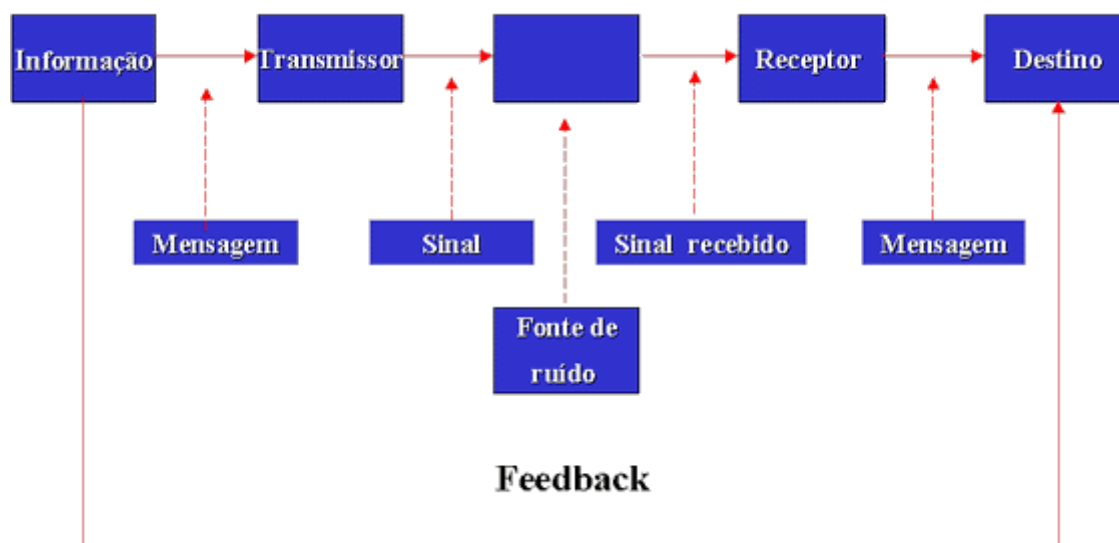 Informação
Transmissor
Receptor
Destino
Mensagem
Sinal
Sinal recebido
Mensagem
Fonte de
ruído
Feedback